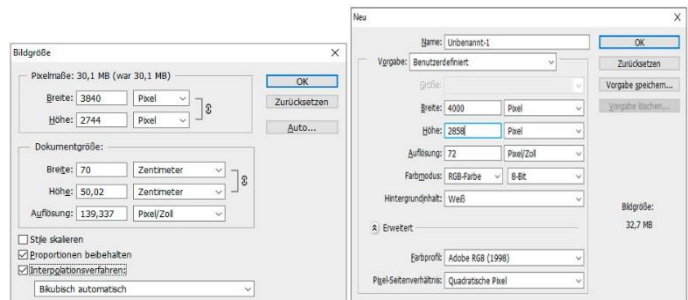 Bildgröße
Pixelmaße: 30,1 MB (war 30,1 MB)
Breite: 3840 Pixel
Höhe: 2744 Pixel
OK
Zurücksetzen
Auto...
Dokumentgröße:
Breite: 70 Zentimeter
Höhe: 50,02 Zentimeter
Auflösung: 139,337 Pixel/Zoll
Stile skalieren
Proportionen beibehalten
Interpolationsverfahren:
Bikubisch automatisch
Neu
Name: Unbenannt-1
OK
Vorgabe: Benutzerdefiniert
Zurücksetzen
Größe:
Vorgabe speichern...
Breite: 4000 Pixel
Vorgabe löschen...
Höhe: 2858 Pixel
Auflösung: 72 Pixel/Zoll
Farbmodus: RGB-Farbe 8-Bit
Hintergrundinhalt: Weiß
Bildgröße:
32,7 MB
Erweitert
Farbprofil: Adobe RGB (1998)
Pixel-Seitenverhältnis: Quadratische Pixel